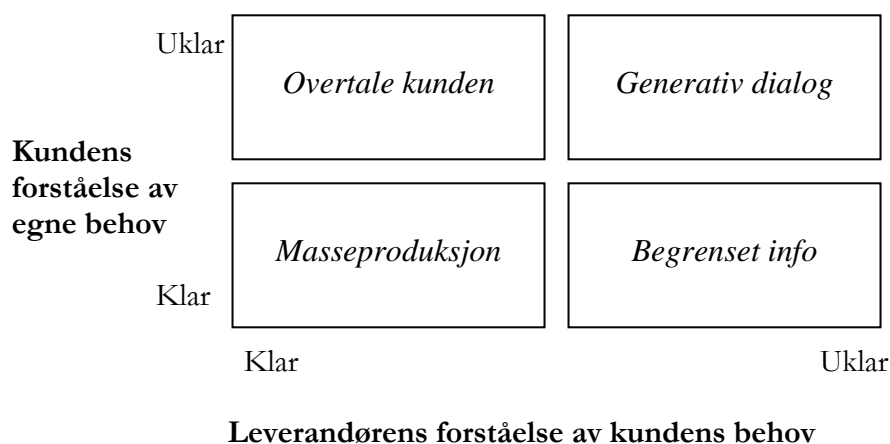 Uklar
Overtale kunden
Generativ dialog
Kundens
forståelse av
egne behov
Masseproduksjon
Begrenset info
Klar
Klar
Uklar
Leverandørens forståelse av kundens behov